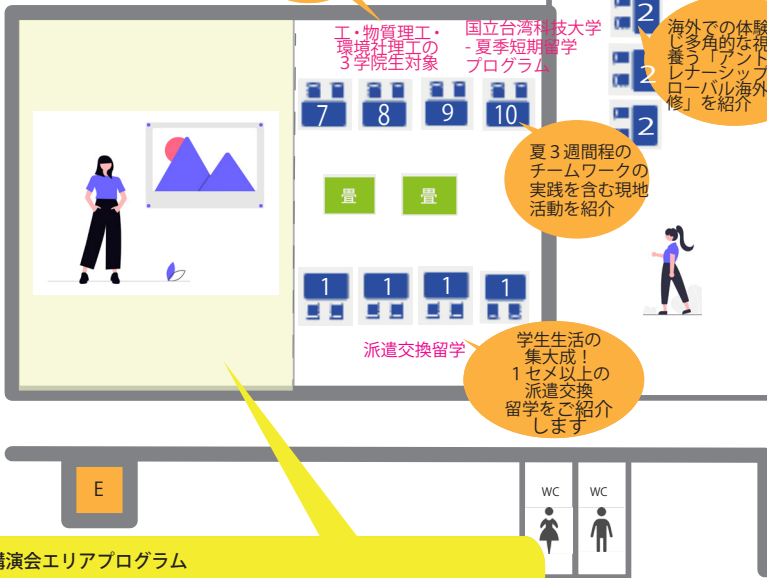 工・物質理工・
環境社理工の
３学院生対象
国立台湾科技大学
- 夏季短期留学
プログラム
2
2
2
海外での体験
し多角的な視
養う「アント
レナーシップ
ローバル海外
修」を紹介
7
8
9
10
夏３週間程の
チームワークの
実践を含む現地
活動を紹介
畳
畳
1
1
1
1
派遣交換留学
学生生活の
集大成！
１セメ以上の
派遣交換
留学をご紹介
します
E
WC
WC
講演会エリアプログラム